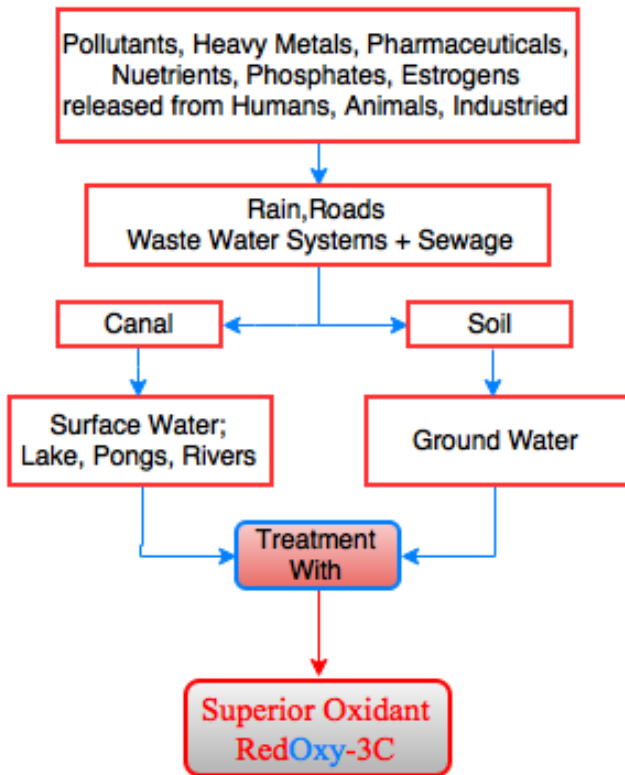 Pollutants, Heavy Metals, Pharmaceuticals,
Nuetrients, Phosphates, Estrogens
released from Humans, Animals, Industried
Rain,Roads
Waste Water Systems + Sewage
Canal
Soil
Surface Water;
Lake, Pongs, Rivers
Ground Water
Treatment
With
Superior Oxidant
RedOxy-3C